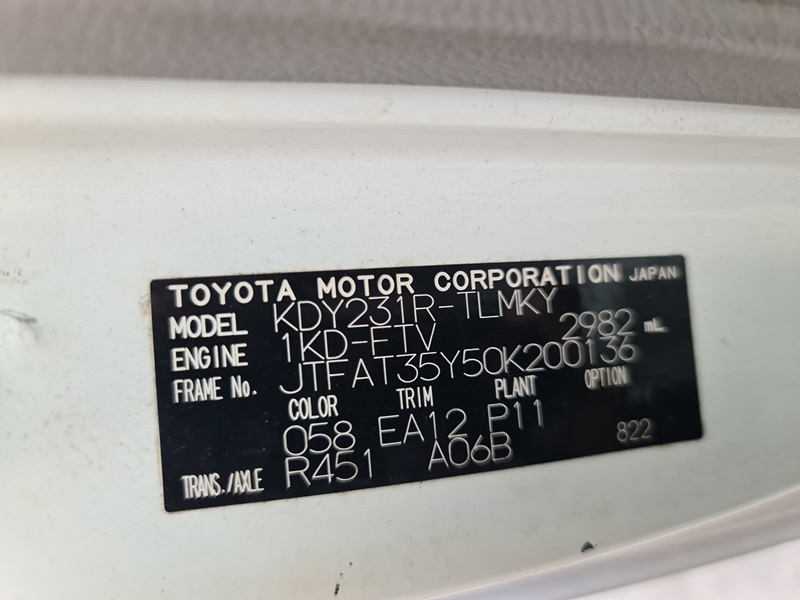 TOYOTA MOTOR CORPORATION JAPAN
MODEL KDY231R-TLMKY
ENGINE 1KD-FTV 2982 mL
FRAME No. JTFAT35Y50K200136
COLOR TRIM PLANT OPTION
058 EA12 P11
TRANS./AXLE R451 A06B 822